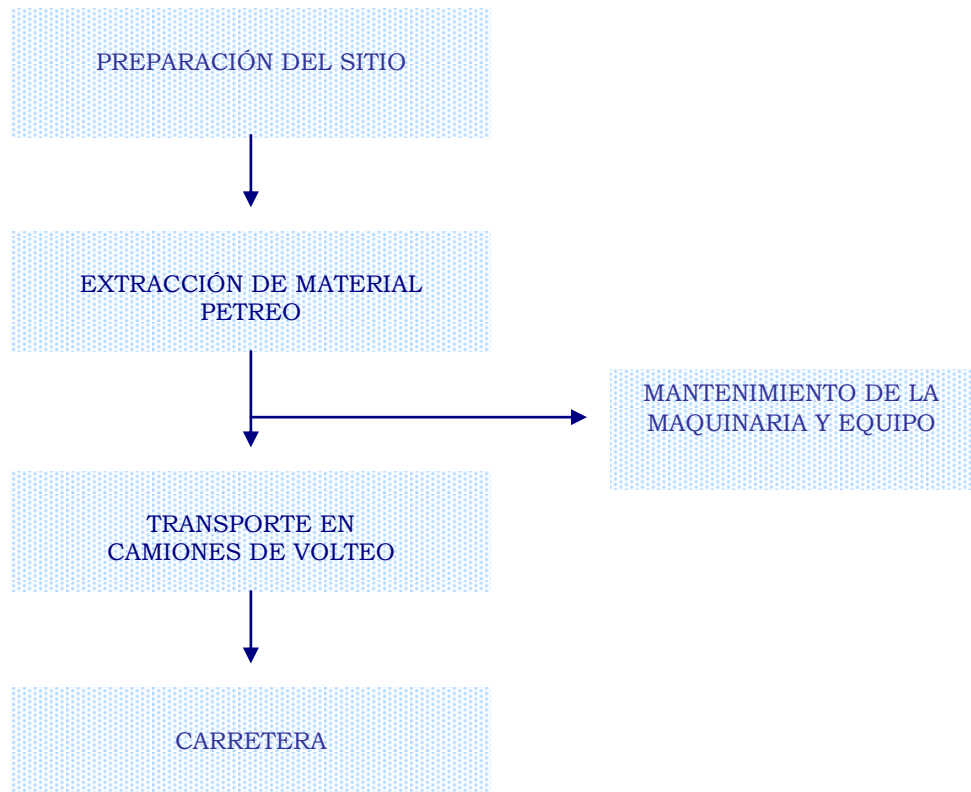 PREPARACIÓN DEL SITIO
EXTRACCIÓN DE MATERIAL
PETREO
MANTENIMIENTO DE LA
MAQUINARIA Y EQUIPO
TRANSPORTE EN
CAMIONES DE VOLTEO
CARRETERA